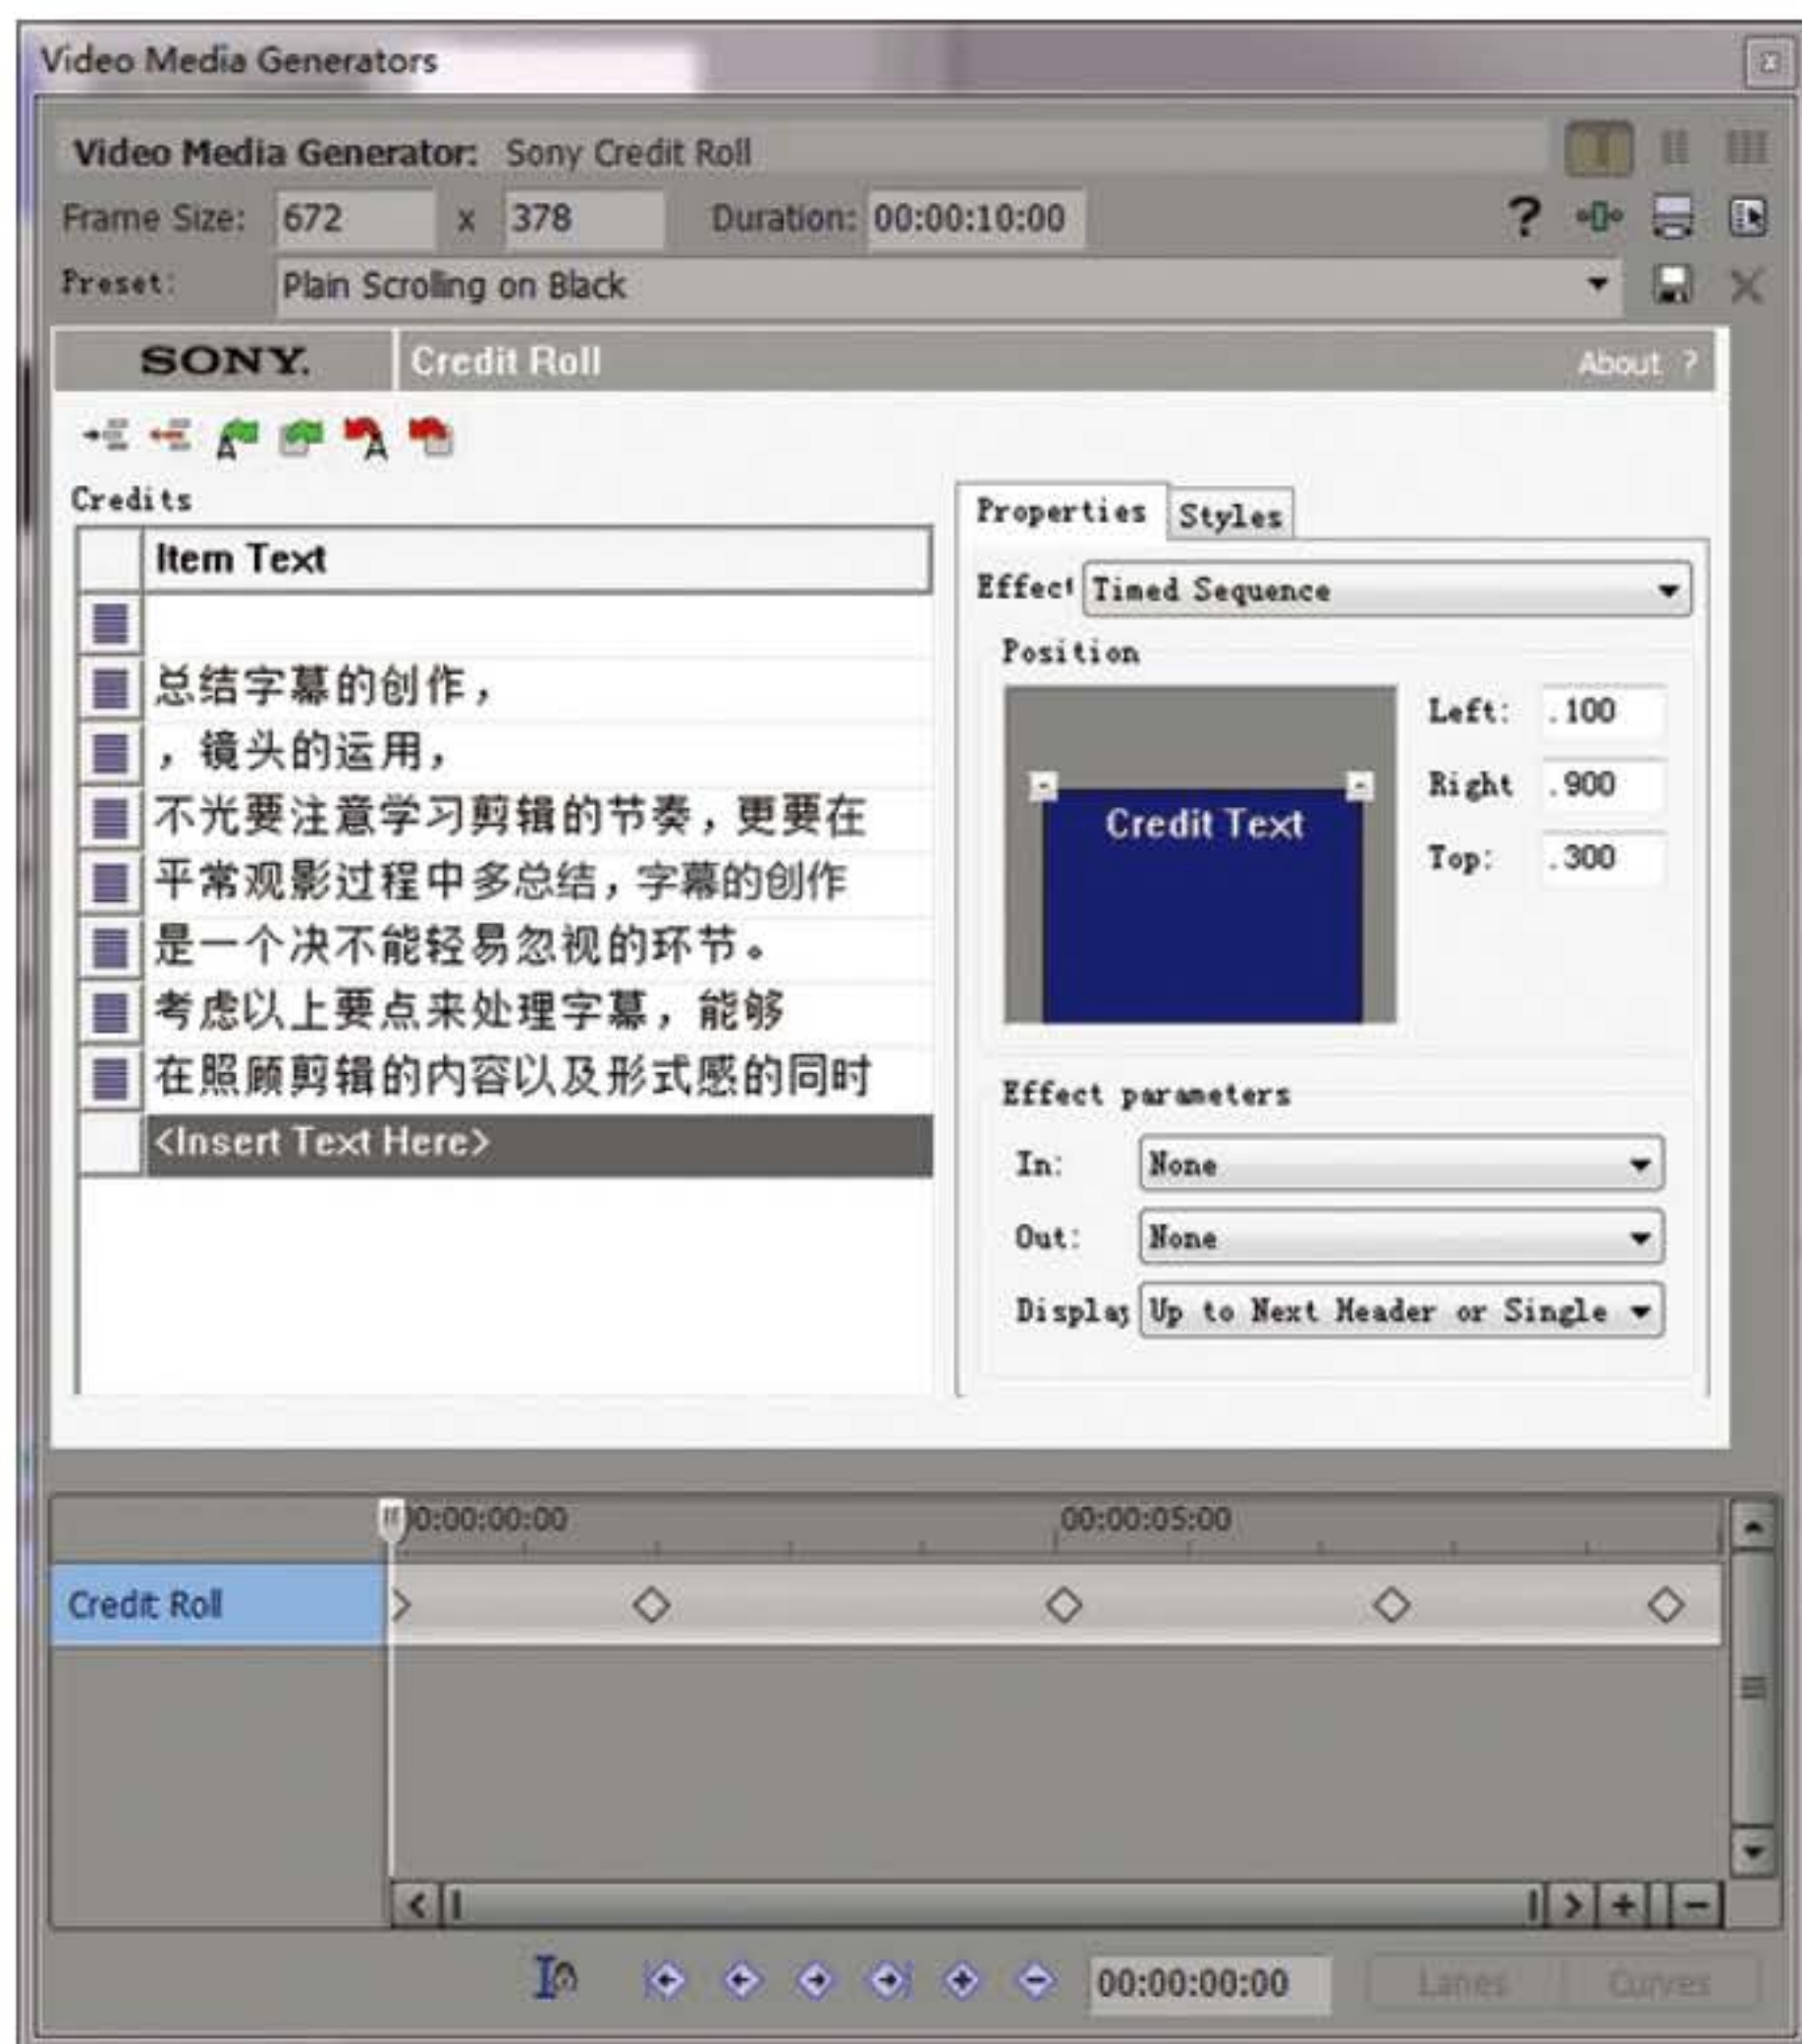 Video Media Generators
Video Media Generator: Sony Credit Roll
Frame Size: 672 x 378 Duration: 00:00:10:00
?
Preset: Plain Scrolling on Black
SONY. Credit Roll About ?
Credits
Item Text
总结字幕的创作，
，镜头的运用，
不光要注意学习剪辑的节奏，更要在
平常观影过程中多总结，字幕的创作
是一个决不能轻易忽视的环节。
考虑以上要点来处理字幕，能够
在照顾剪辑的内容以及形式感的同时
<Insert Text Here>
Properties Styles
Effect Timed Sequence
Position
Credit Text
Left: .100
Right .900
Top: .300
Effect parameters
In: None
Out: None
Display Up to Next Header or Single
0:00:00:00 00:00:05:00
Credit Roll
00:00:00:00 Lanes Curves